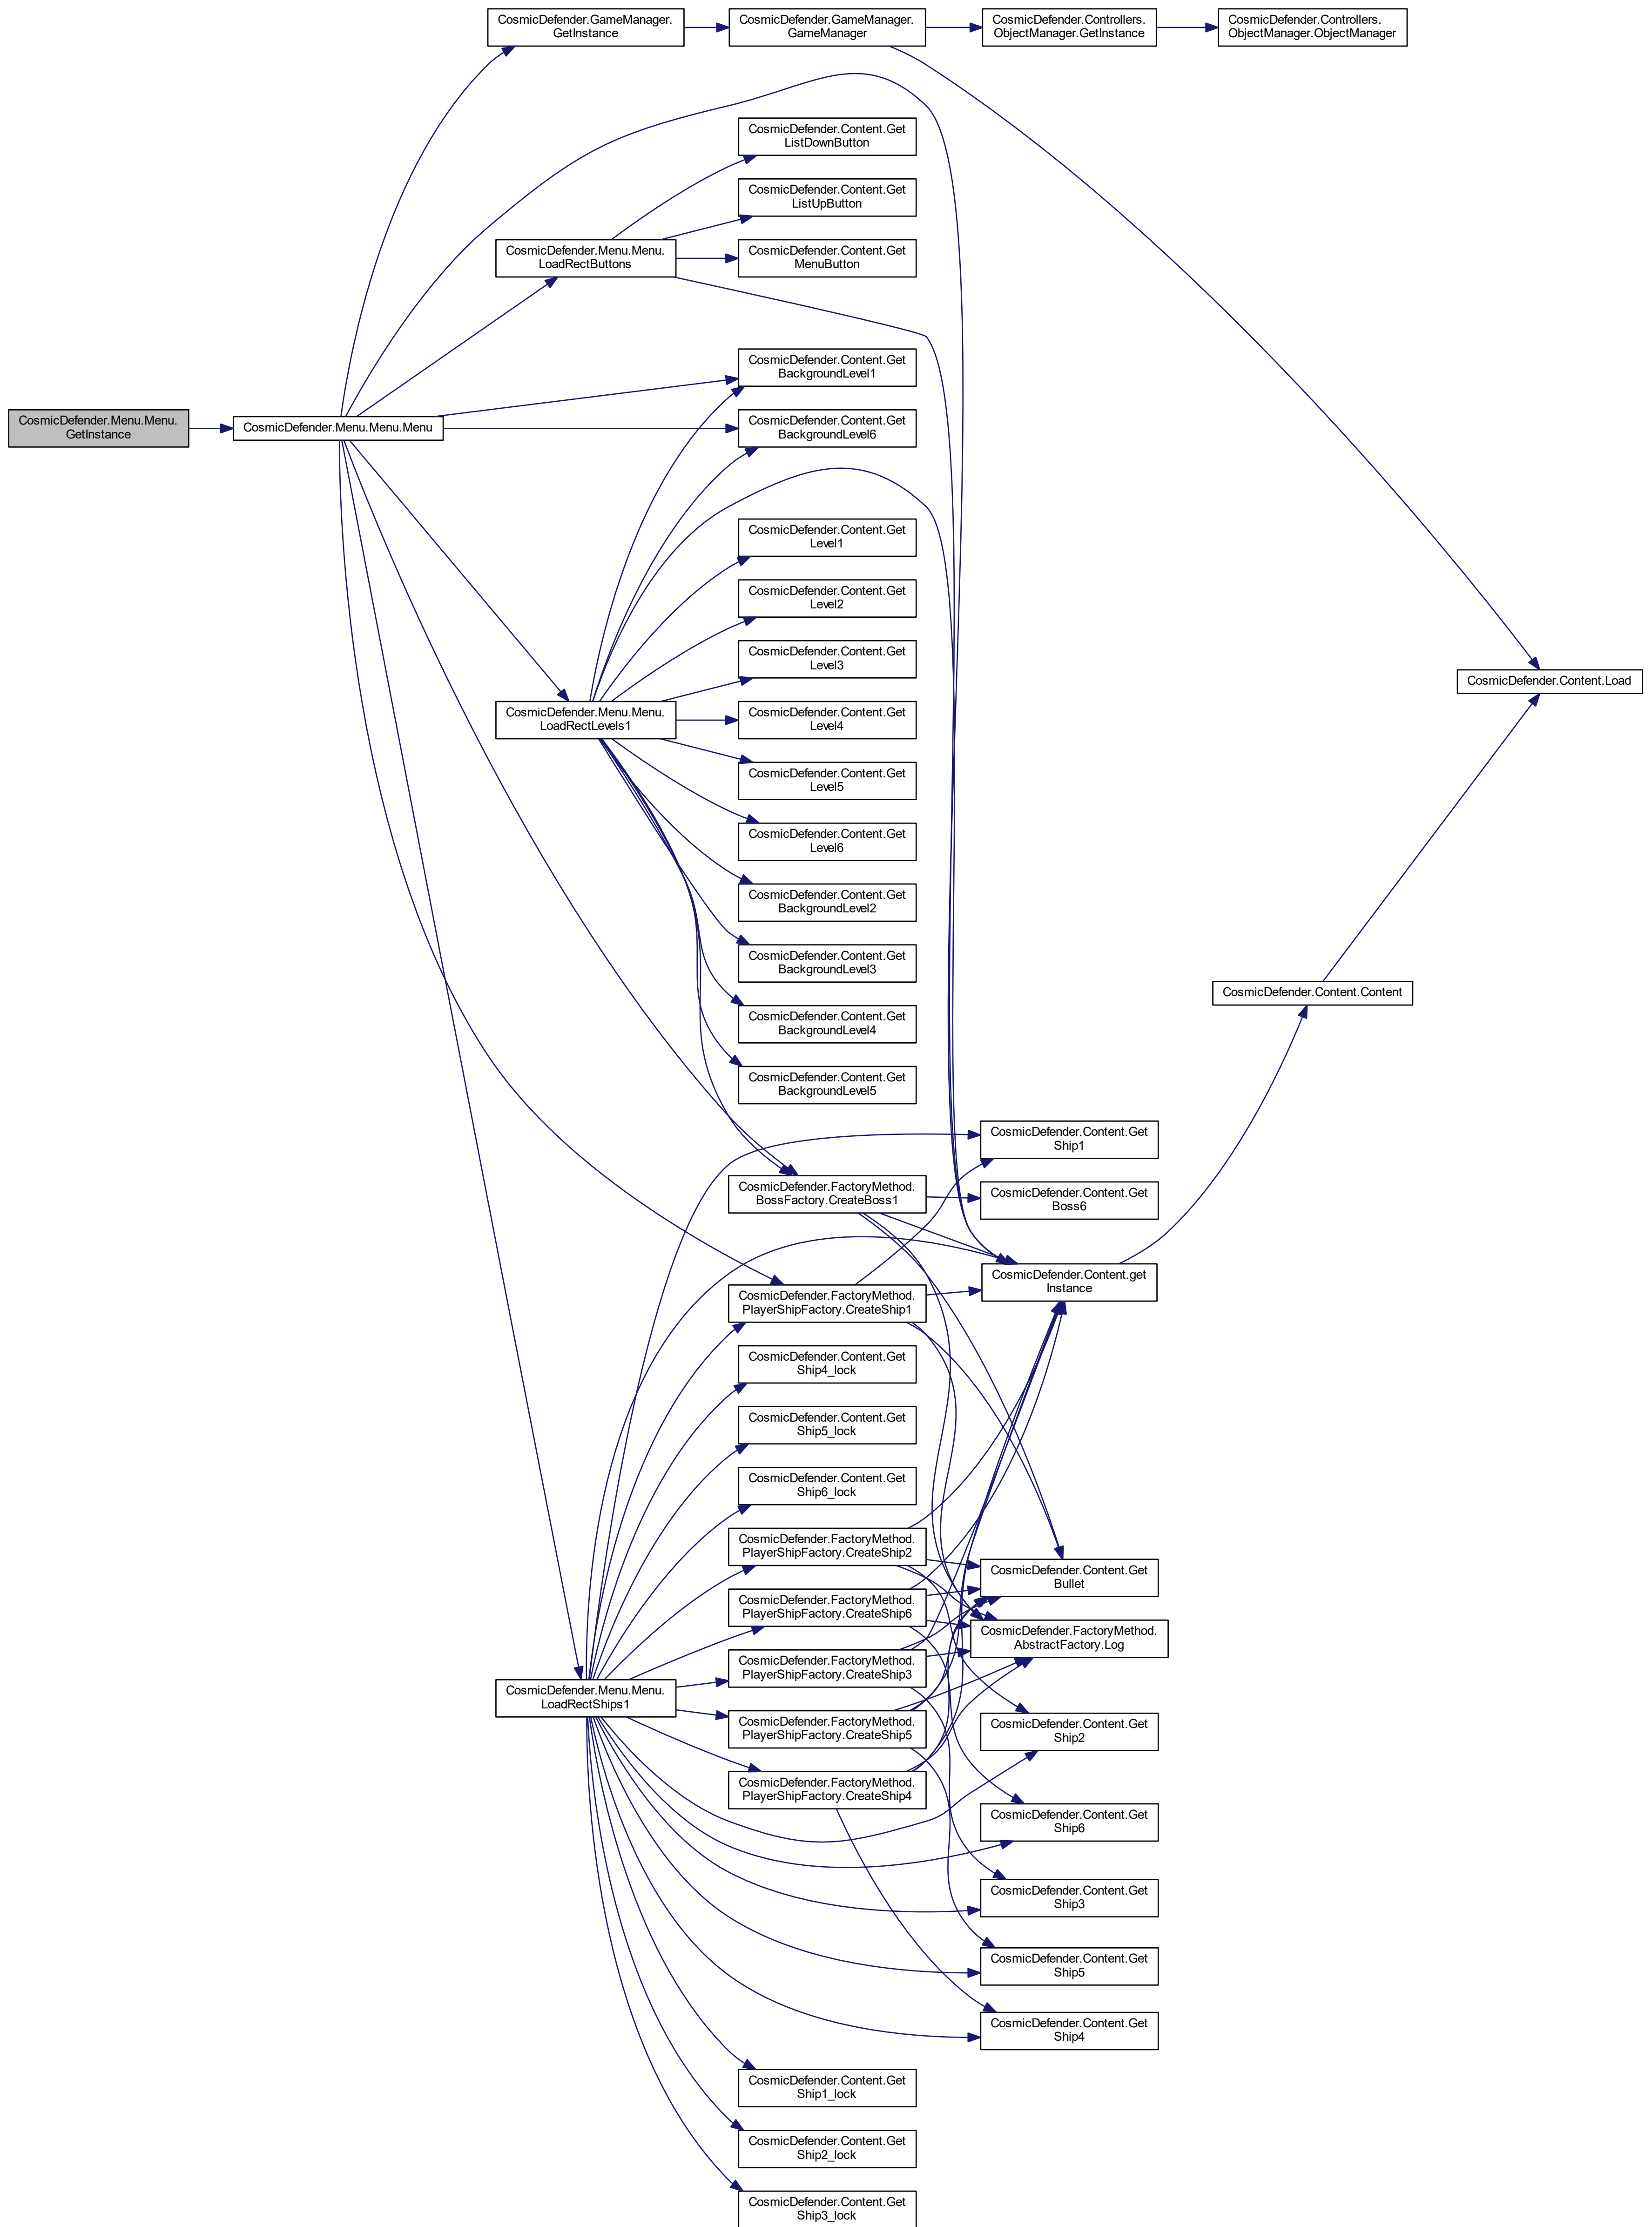 CosmicDefender.GameManager.
GetInstance
CosmicDefender.GameManager.
GameManager
CosmicDefender.Controllers.
ObjectManager.GetInstance
CosmicDefender.Controllers.
ObjectManager.ObjectManager
CosmicDefender.Content.Get
ListDownButton
CosmicDefender.Content.Get
ListUpButton
CosmicDefender.Menu.Menu.
LoadRectButtons
CosmicDefender.Content.Get
MenuButton
CosmicDefender.Content.Get
BackgroundLevel1
CosmicDefender.Menu.Menu.
GetInstance
CosmicDefender.Menu.Menu.Menu
CosmicDefender.Content.Get
BackgroundLevel6
CosmicDefender.Content.Get
Level1
CosmicDefender.Content.Get
Level2
CosmicDefender.Content.Get
Level3
CosmicDefender.Content.Load
CosmicDefender.Menu.Menu.
LoadRectLevels1
CosmicDefender.Content.Get
Level4
CosmicDefender.Content.Get
Level5
CosmicDefender.Content.Get
Level6
CosmicDefender.Content.Get
BackgroundLevel2
CosmicDefender.Content.Get
BackgroundLevel3
CosmicDefender.Content.Content
CosmicDefender.Content.Get
BackgroundLevel4
CosmicDefender.Content.Get
BackgroundLevel5
CosmicDefender.Content.Get
Ship1
CosmicDefender.FactoryMethod.
BossFactory.CreateBoss1
CosmicDefender.Content.Get
Boss6
CosmicDefender.Content.get
Instance
CosmicDefender.FactoryMethod.
PlayerShipFactory.CreateShip1
CosmicDefender.Content.Get
Ship4_lock
CosmicDefender.Content.Get
Ship5_lock
CosmicDefender.Content.Get
Ship6_lock
CosmicDefender.FactoryMethod.
PlayerShipFactory.CreateShip2
CosmicDefender.Content.Get
Bullet
CosmicDefender.FactoryMethod.
PlayerShipFactory.CreateShip6
CosmicDefender.FactoryMethod.
AbstractFactory.Log
CosmicDefender.FactoryMethod.
PlayerShipFactory.CreateShip3
CosmicDefender.Menu.Menu.
LoadRectShips1
CosmicDefender.FactoryMethod.
PlayerShipFactory.CreateShip5
CosmicDefender.Content.Get
Ship2
CosmicDefender.FactoryMethod.
PlayerShipFactory.CreateShip4
CosmicDefender.Content.Get
Ship6
CosmicDefender.Content.Get
Ship3
CosmicDefender.Content.Get
Ship5
CosmicDefender.Content.Get
Ship4
CosmicDefender.Content.Get
Ship1_lock
CosmicDefender.Content.Get
Ship2_lock
CosmicDefender.Content.Get
Ship3_lock